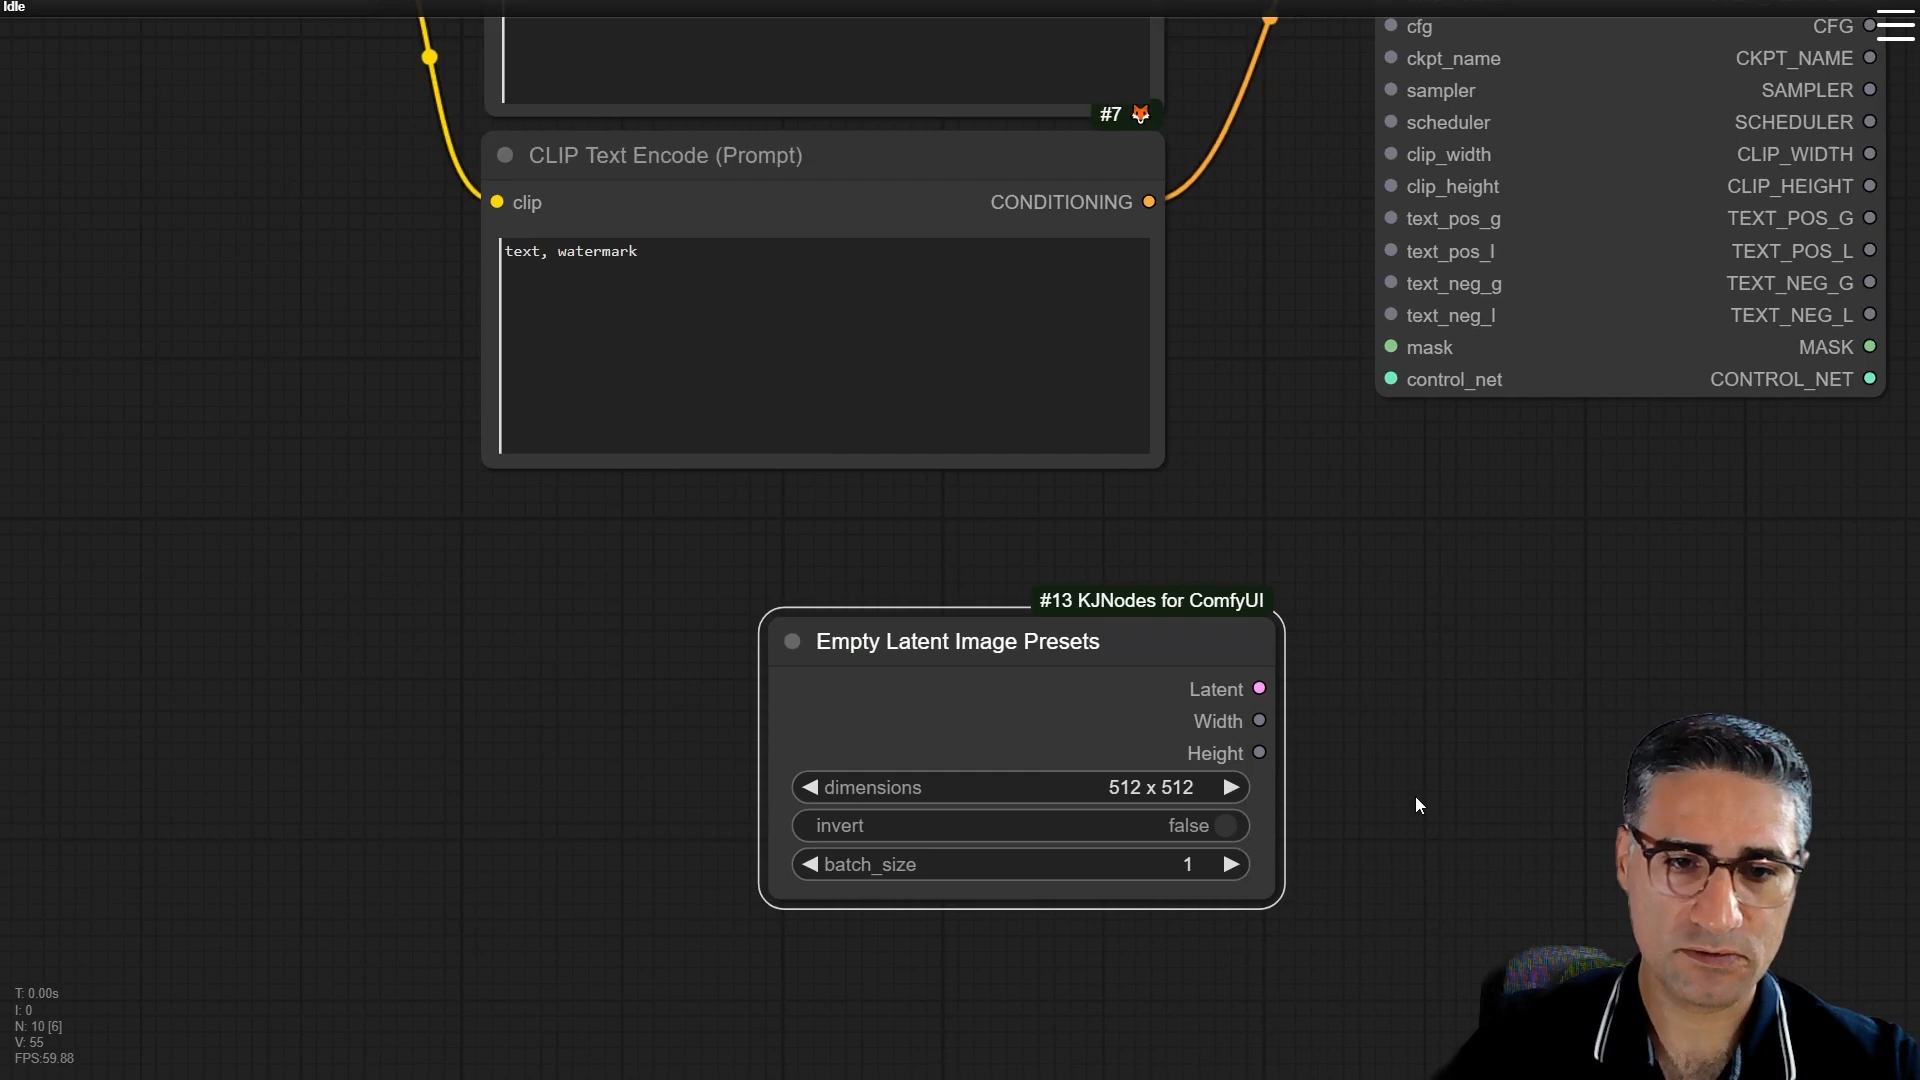 Idle
cfg CFG
ckpt_name CKPT_NAME
sampler SAMPLER
scheduler SCHEDULER
clip_width CLIP_WIDTH
clip_height CLIP_HEIGHT
text_pos_g TEXT_POS_G
text_pos_l TEXT_POS_L
text_neg_g TEXT_NEG_G
text_neg_l TEXT_NEG_L
mask MASK
control_net CONTROL_NET
#7 🦊
CLIP Text Encode (Prompt)
clip CONDITIONING
text, watermark
#13 KJNodes for ComfyUI
Empty Latent Image Presets
Latent
Width
Height
dimensions 512 x 512
invert false
batch_size 1
T: 0.00s
I: 0
N: 10 [6]
V: 55
FPS:59.88